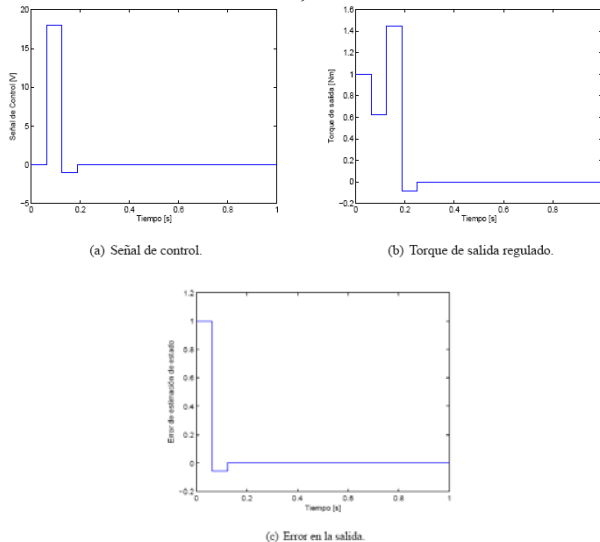 20
15
10
5
0
-5
Señal de Control [V]
0 0.2 0.4 0.6 0.8 1
Tiempo [s]
(a) Señal de control.
1.6
1.4
1.2
1
0.8
0.6
0.4
0.2
0
-0.2
Torque de salida [Nm]
0 0.2 0.4 0.6 0.8
Tiempo [s]
(b) Torque de salida regulado.
1.2
1
0.8
0.6
0.4
0.2
0
-0.2
Error de estimación de estado
0 0.2 0.4 0.6 0.8 1
Tiempo [s]
(c) Error en la salida.